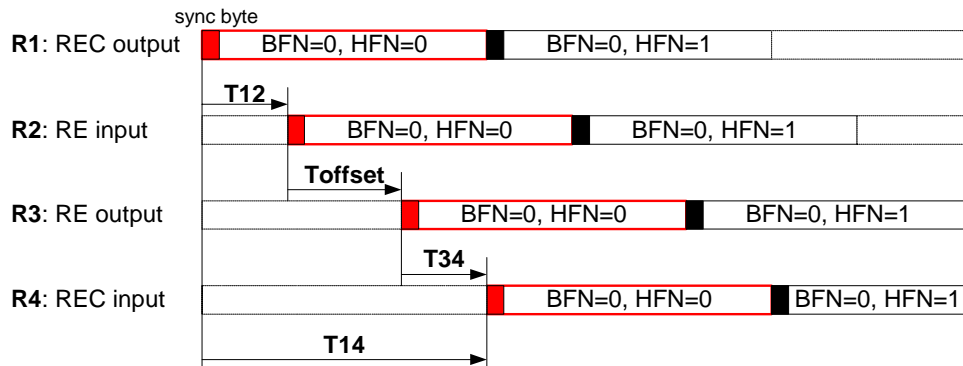 sync byte
R1: REC output
BFN=0, HFN=0
BFN=0, HFN=1
T12
R2: RE input
BFN=0, HFN=0
BFN=0, HFN=1
Toffset
R3: RE output
BFN=0, HFN=0
BFN=0, HFN=1
T34
R4: REC input
BFN=0, HFN=0
BFN=0, HFN=1
T14